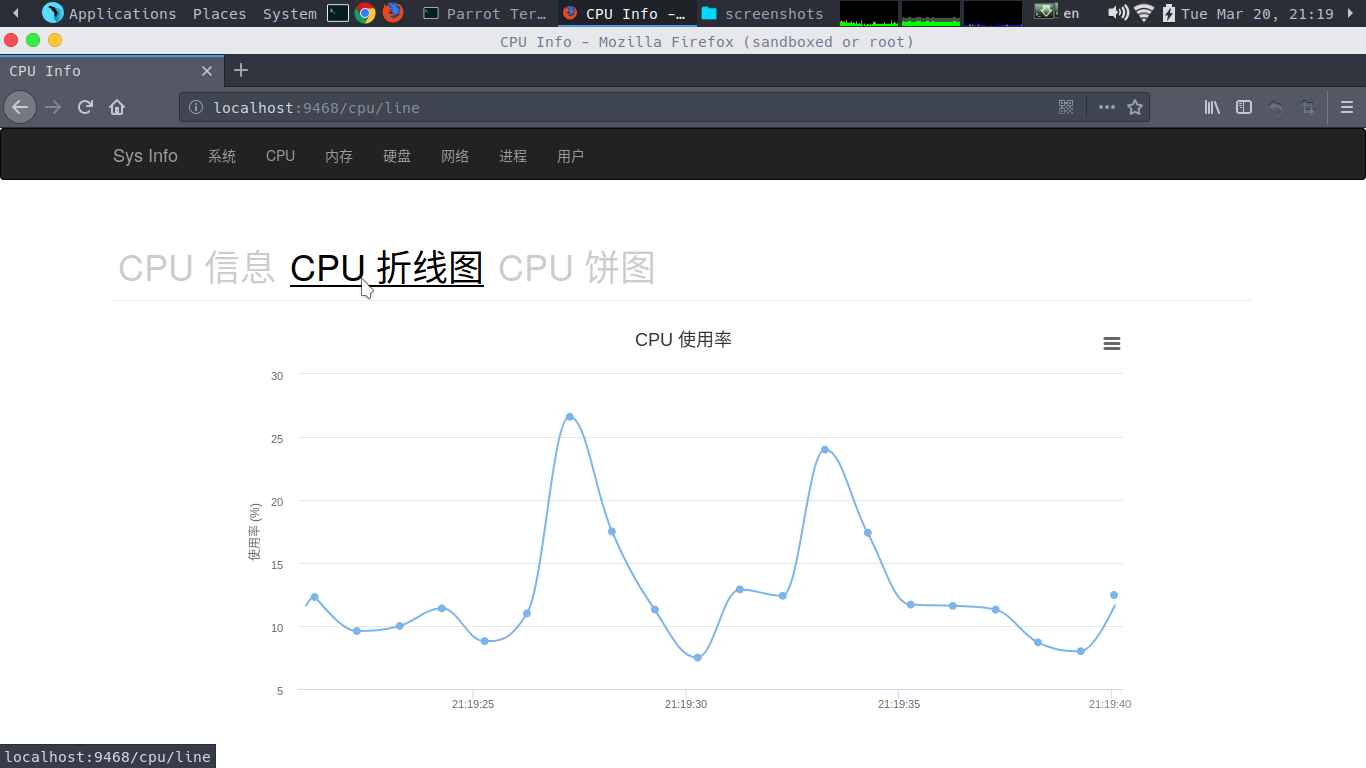 Applications Places System Parrot Ter... CPU Info –... screenshots en Tue Mar 20, 21:19
CPU Info – Mozilla Firefox (sandboxed or root)
CPU Info
localhost:9468/cpu/line
Sys Info 系统 CPU 内存 硬盘 网络 进程 用户
CPU 信息 CPU 折线图 CPU 饼图
CPU 使用率
30
25
20
15
10
5
使用率 (%)
21:19:25 21:19:30 21:19:35 21:19:40
localhost:9468/cpu/line